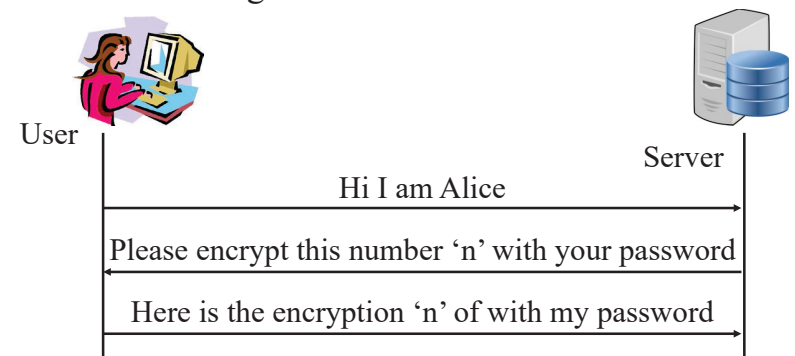 User
Server
Hi I am Alice
Please encrypt this number ‘n’ with your password
Here is the encryption ‘n’ of with my password